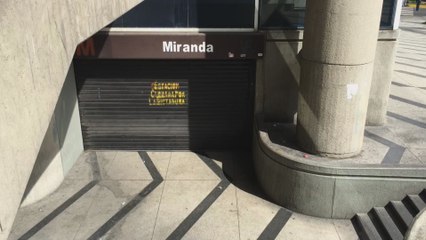 M
Miranda
ESTACION
CERRADA POR
LA DICTADURA